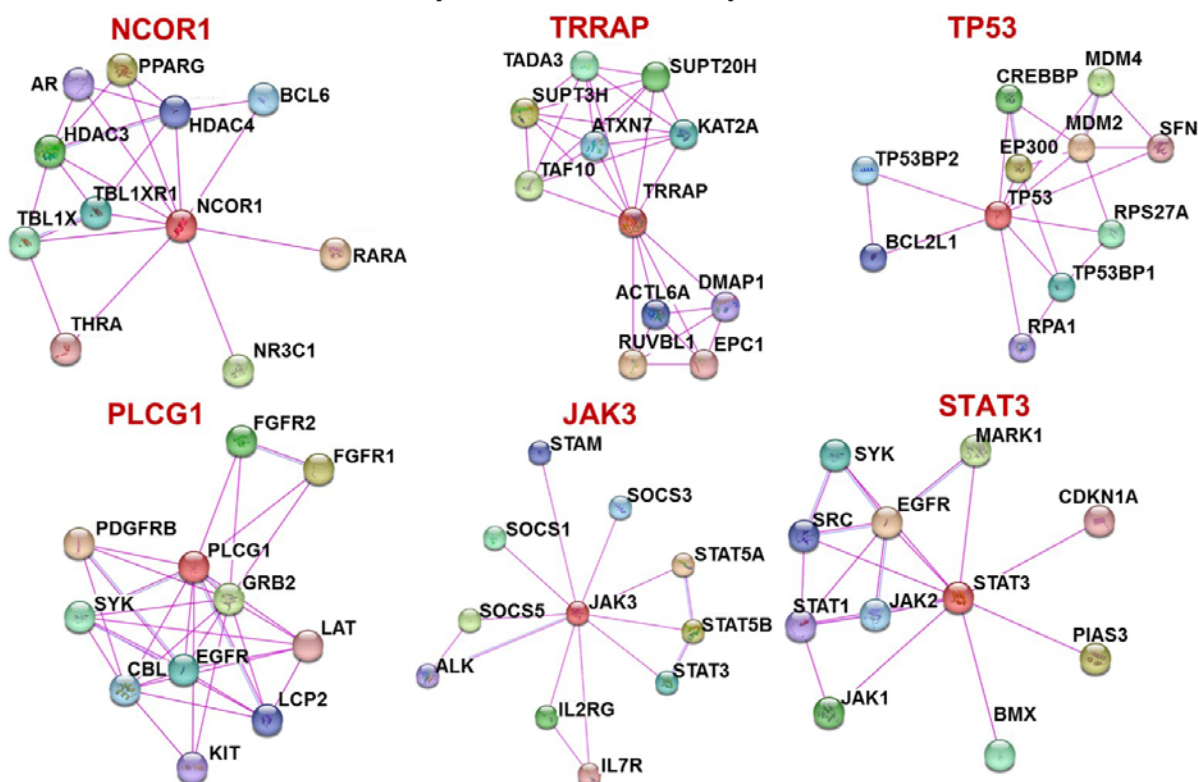 NCOR1
PPARG
AR
BCL6
HDAC4
HDAC3
TBL1XR1
NCOR1
TBL1X
RARA
THRA
NR3C1
TRRAP
TADA3
SUPT20H
SUPT3H
ATXN7
KAT2A
TAF10
TRRAP
ACTL6A
DMAP1
RUVBL1
EPC1
TP53
MDM4
CREBBP
MDM2
SFN
EP300
TP53BP2
TP53
RPS27A
BCL2L1
TP53BP1
RPA1
PLCG1
FGFR2
FGFR1
PDGFRB
PLCG1
GRB2
SYK
LAT
EGFR
CBL
LCP2
KIT
JAK3
STAM
SOCS3
SOCS1
STAT5A
JAK3
SOCS5
STAT5B
ALK
STAT3
IL2RG
IL7R
STAT3
MARK1
SYK
CDKN1A
EGFR
SRC
STAT3
STAT1
JAK2
PIAS3
JAK1
BMX